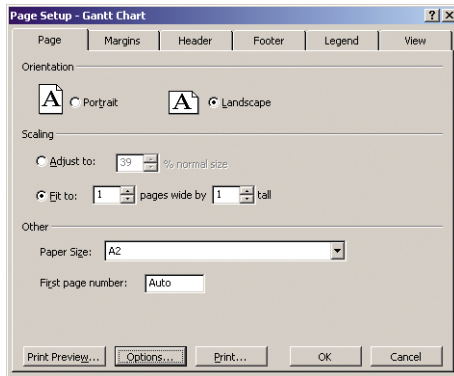 Page Setup - Gantt Chart
Page Margins Header Footer Legend View
Orientation
A Portrait A Landscape
Scaling
Adjust to: 39 % normal size
Fit to: 1 pages wide by 1 tall
Other
Paper Size: A2
First page number: Auto
Print Preview... Options... Print... OK Cancel